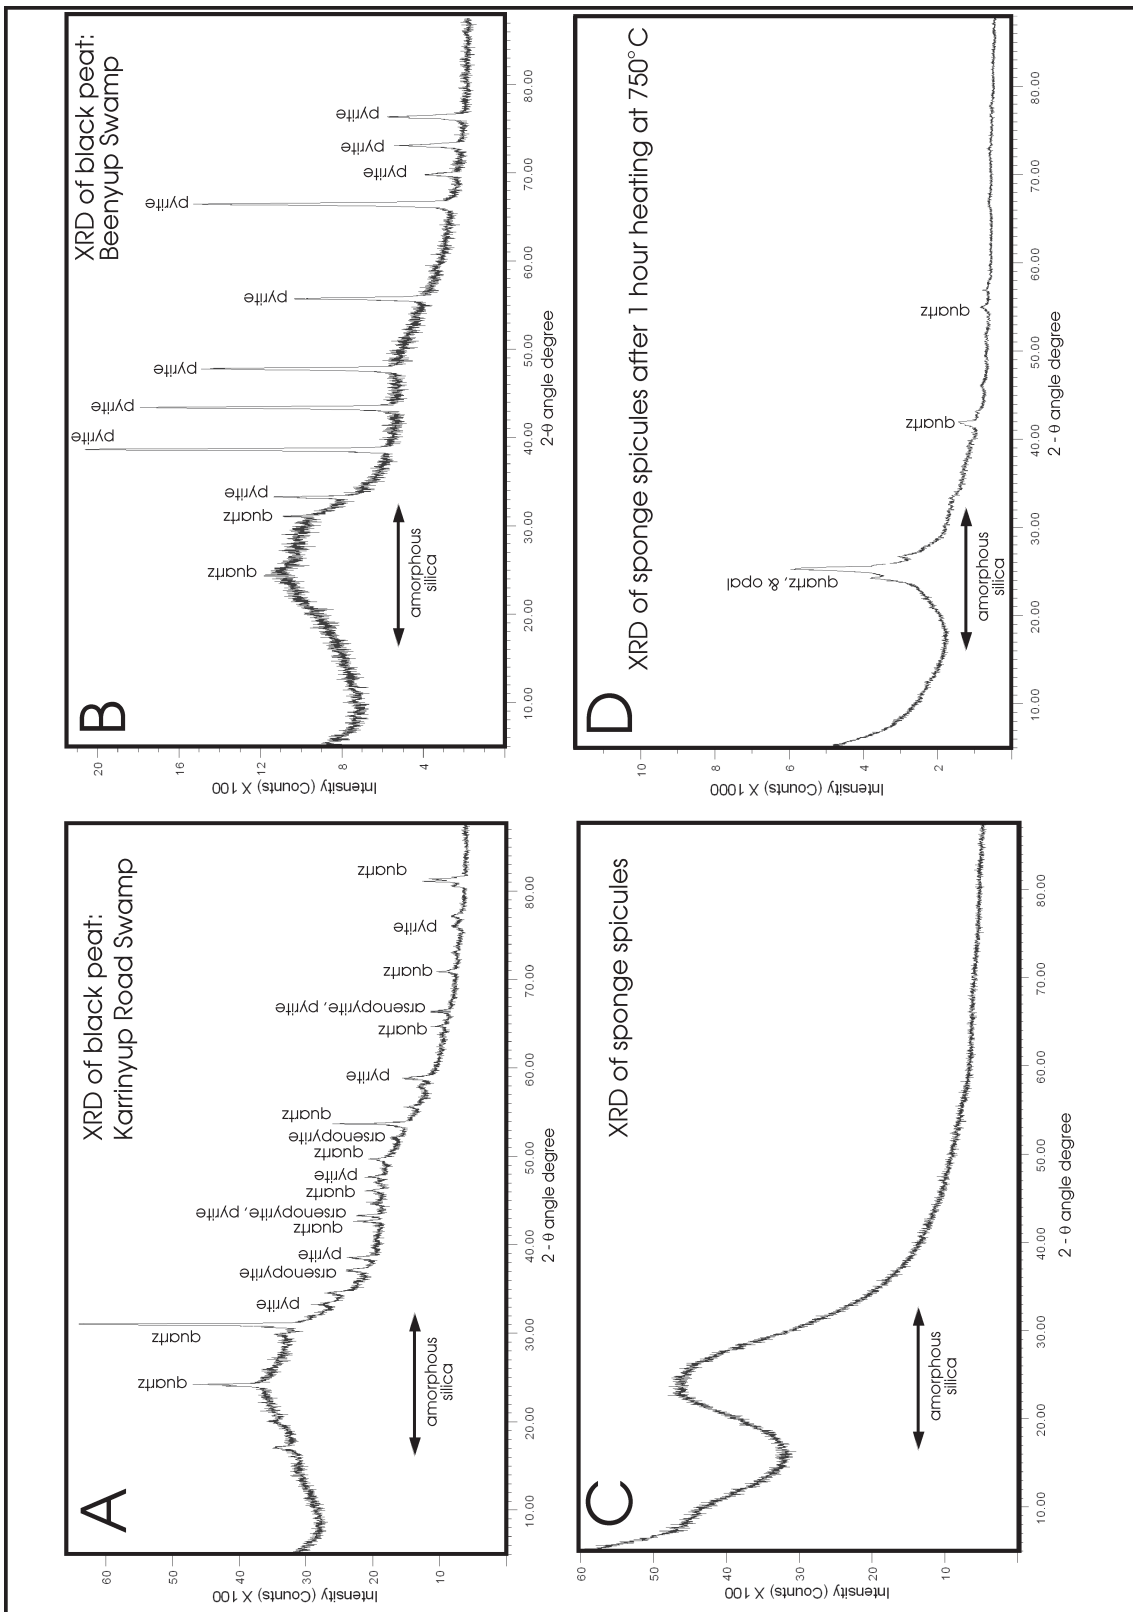 A
XRD of black peat:
Karrinyup Road Swamp
Intensity (Counts) X 100
60
50
40
30
20
10
quartz
quartz
pyrite
arsenopyrite
pyrite
quartz
arsenopyrite, pyrite
quartz
pyrite
quartz
arsenopyrite
quartz
pyrite
quartz
arsenopyrite, pyrite
quartz
pyrite
quartz
amorphous
silica
10.00 20.00 30.00 40.00 50.00 60.00 70.00 80.00
2 - θ angle degree
B
XRD of black peat:
Beenyup Swamp
Intensity (Counts) X 100
20
16
12
8
4
quartz
quartz
pyrite
pyrite
pyrite
pyrite
pyrite
pyrite
pyrite
pyrite
pyrite
amorphous
silica
10.00 20.00 30.00 40.00 50.00 60.00 70.00 80.00
2-θ angle degree
C
XRD of sponge spicules
Intensity (Counts) X 100
60
50
40
30
20
10
amorphous
silica
10.00 20.00 30.00 40.00 50.00 60.00 70.00 80.00
2 - θ angle degree
D
XRD of sponge spicules after 1 hour heating at 750°C
Intensity (Counts) X 1000
10
8
6
4
2
quartz, & opal
quartz
quartz
amorphous
silica
10.00 20.00 30.00 40.00 50.00 60.00 70.00 80.00
2 - θ angle degree